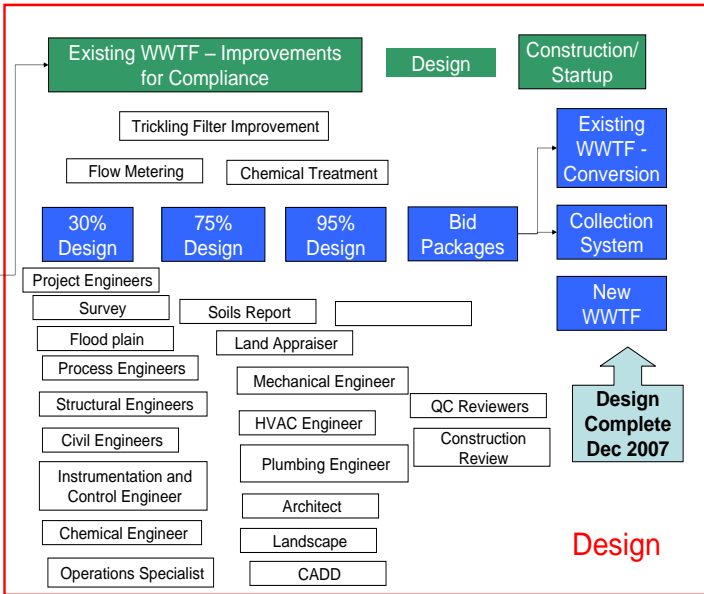 Existing WWTF – Improvements
for Compliance
Design
Construction/
Startup
Trickling Filter Improvement
Flow Metering
Chemical Treatment
Existing
WWTF -
Conversion
30%
Design
75%
Design
95%
Design
Bid
Packages
Collection
System
New
WWTF
Project Engineers
Survey
Soils Report
Flood plain
Land Appraiser
Process Engineers
Mechanical Engineer
Structural Engineers
QC Reviewers
HVAC Engineer
Civil Engineers
Construction
Review
Plumbing Engineer
Instrumentation and
Control Engineer
Architect
Chemical Engineer
Landscape
Operations Specialist
CADD
Design
Complete
Dec 2007
Design